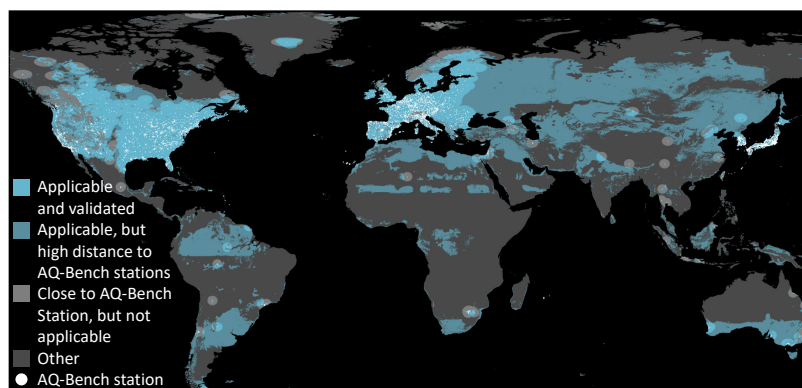 Applicable
and validated
Applicable, but
high distance to
AQ-Bench stations
Close to AQ-Bench
Station, but not
applicable
Other
AQ-Bench station